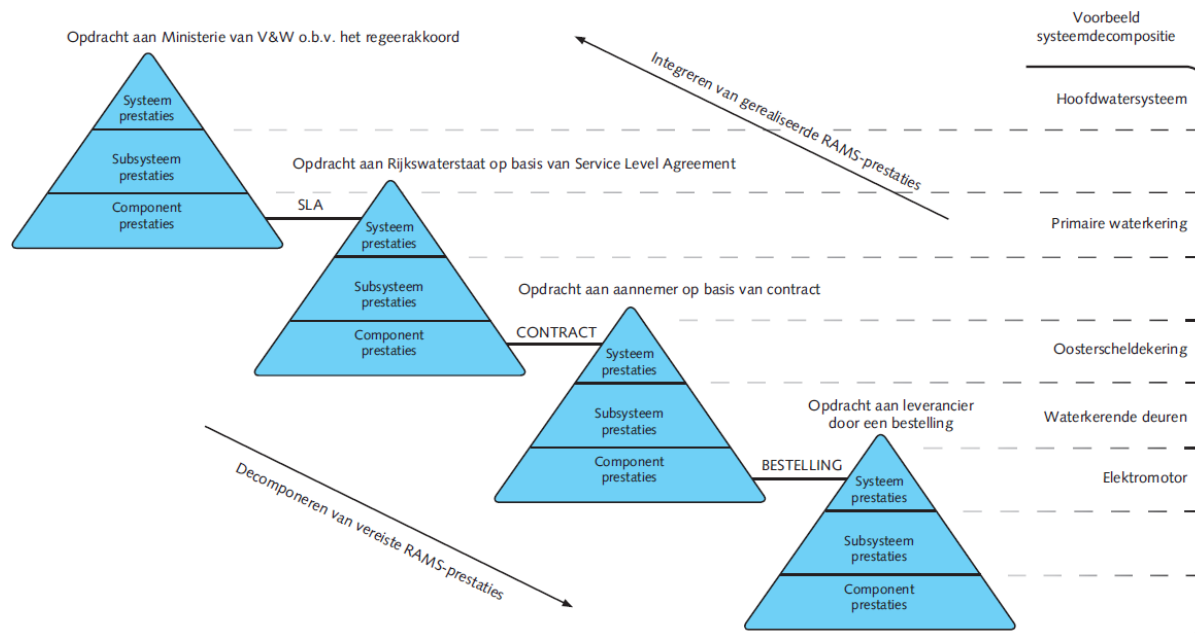 Opdracht aan Ministerie van V&W o.b.v. het regeerakkoord
Systeem
prestaties
Subsysteem
prestaties
Component
prestaties
SLA
Opdracht aan Rijkswaterstaat op basis van Service Level Agreement
Systeem
prestaties
Subsysteem
prestaties
Component
prestaties
CONTRACT
Opdracht aan aannemer op basis van contract
Systeem
prestaties
Subsysteem
prestaties
Component
prestaties
BESTELLING
Opdracht aan leverancier
door een bestelling
Systeem
prestaties
Subsysteem
prestaties
Component
prestaties
Integreren van gerealiseerde RAMS-prestaties
Decomponeren van vereiste RAMS-prestaties
Voorbeeld
systeemdecompositie
Hoofdwatersysteem
Primaire waterkering
Oosterscheldekering
Waterkerende deuren
Elektromotor